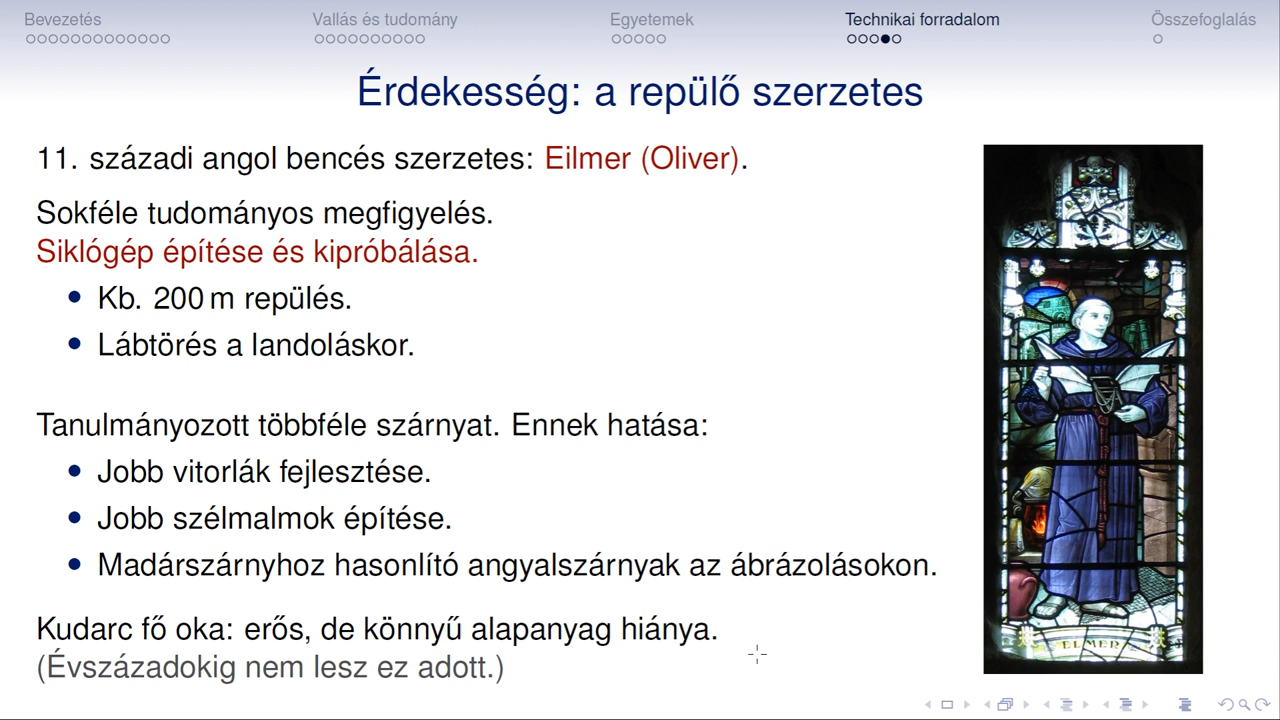 Bevezetés Vallás és tudomány Egyetemek Technikai forradalom Összefoglalás
Érdekesség: a repülő szerzetes
11. századi angol bencés szerzetes: Eilmer (Oliver).
Sokféle tudományos megfigyelés.
Siklógép építése és kipróbálása.
• Kb. 200 m repülés.
• Lábtörés a landoláskor.
Tanulmányozott többféle szárnyat. Ennek hatása:
• Jobb vitorlák fejlesztése.
• Jobb szélmalmok építése.
• Madárszárnyhoz hasonlító angyalszárnyak az ábrázolásokon.
Kudarc fő oka: erős, de könnyű alapanyag hiánya.
(Évszázadokig nem lesz ez adott.)
ELMER